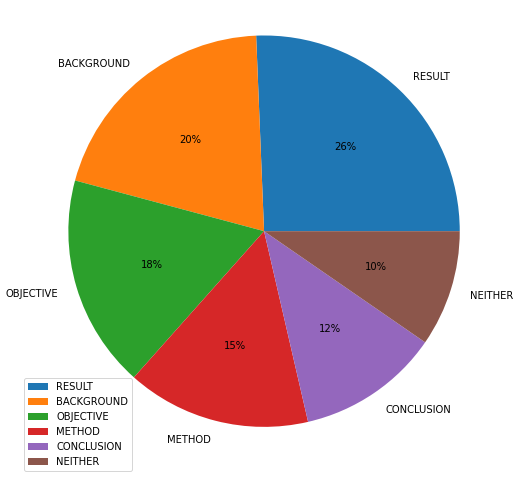 BACKGROUND
RESULT
20%
26%
18%
10%
OBJECTIVE
NEITHER
12%
15%
CONCLUSION
METHOD
RESULT
BACKGROUND
OBJECTIVE
METHOD
CONCLUSION
NEITHER